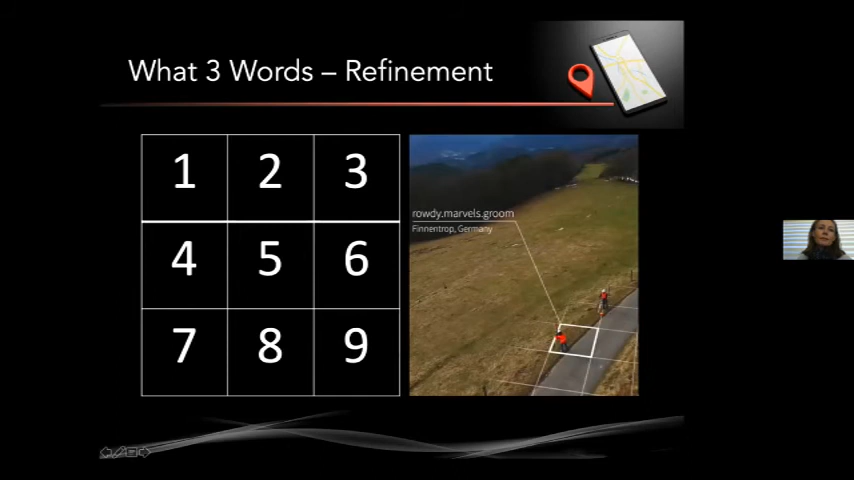 What 3 Words – Refinement
1 2 3
4 5 6
7 8 9
rowdy.marvels.groom
Finnentrop, Germany